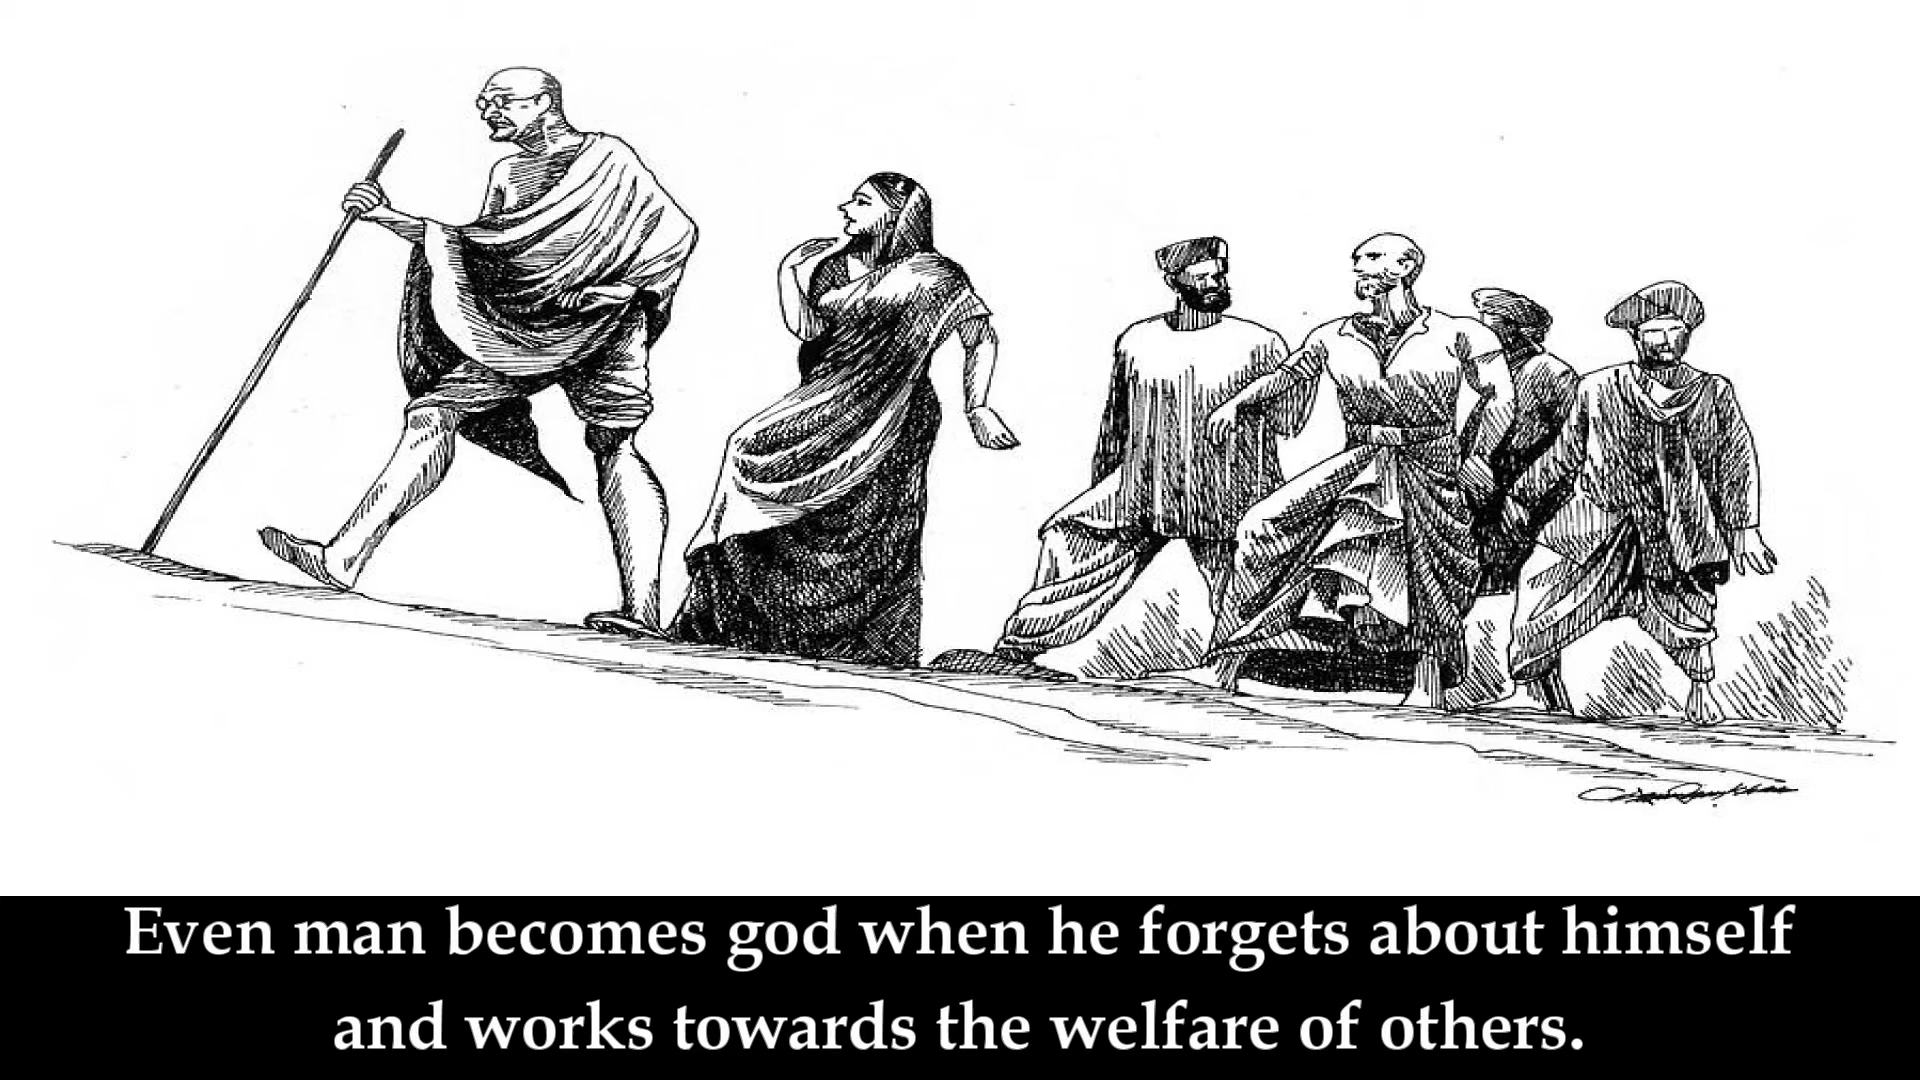 Even man becomes god when he forgets about himself
and works towards the welfare of others.